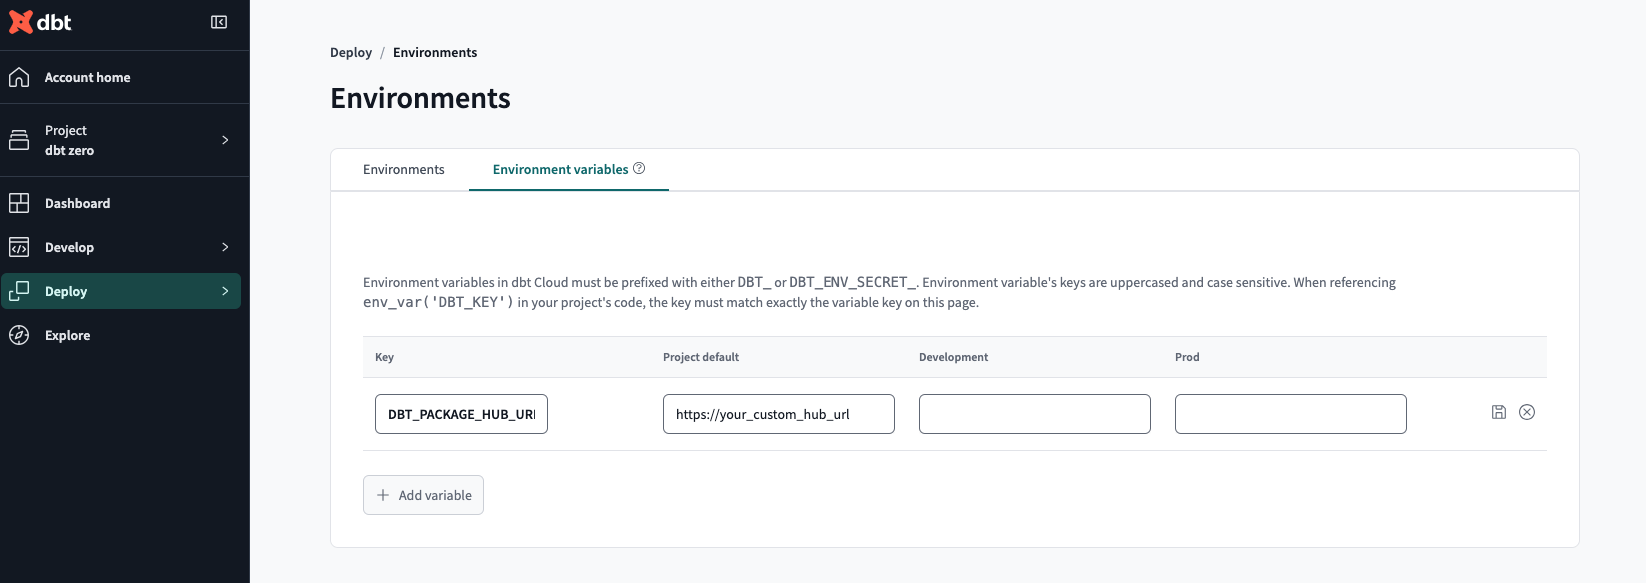 dbt
Account home
Project
dbt zero
Dashboard
Develop
Deploy
Explore
Deploy / Environments
Environments
Environments
Environment variables
Environment variables in dbt Cloud must be prefixed with either DBT_ or DBT_ENV_SECRET_. Environment variable's keys are uppercased and case sensitive. When referencing
env_var('DBT_KEY') in your project's code, the key must match exactly the variable key on this page.
Key Project default Development Prod
DBT_PACKAGE_HUB_URL https://your_custom_hub_url
+ Add variable